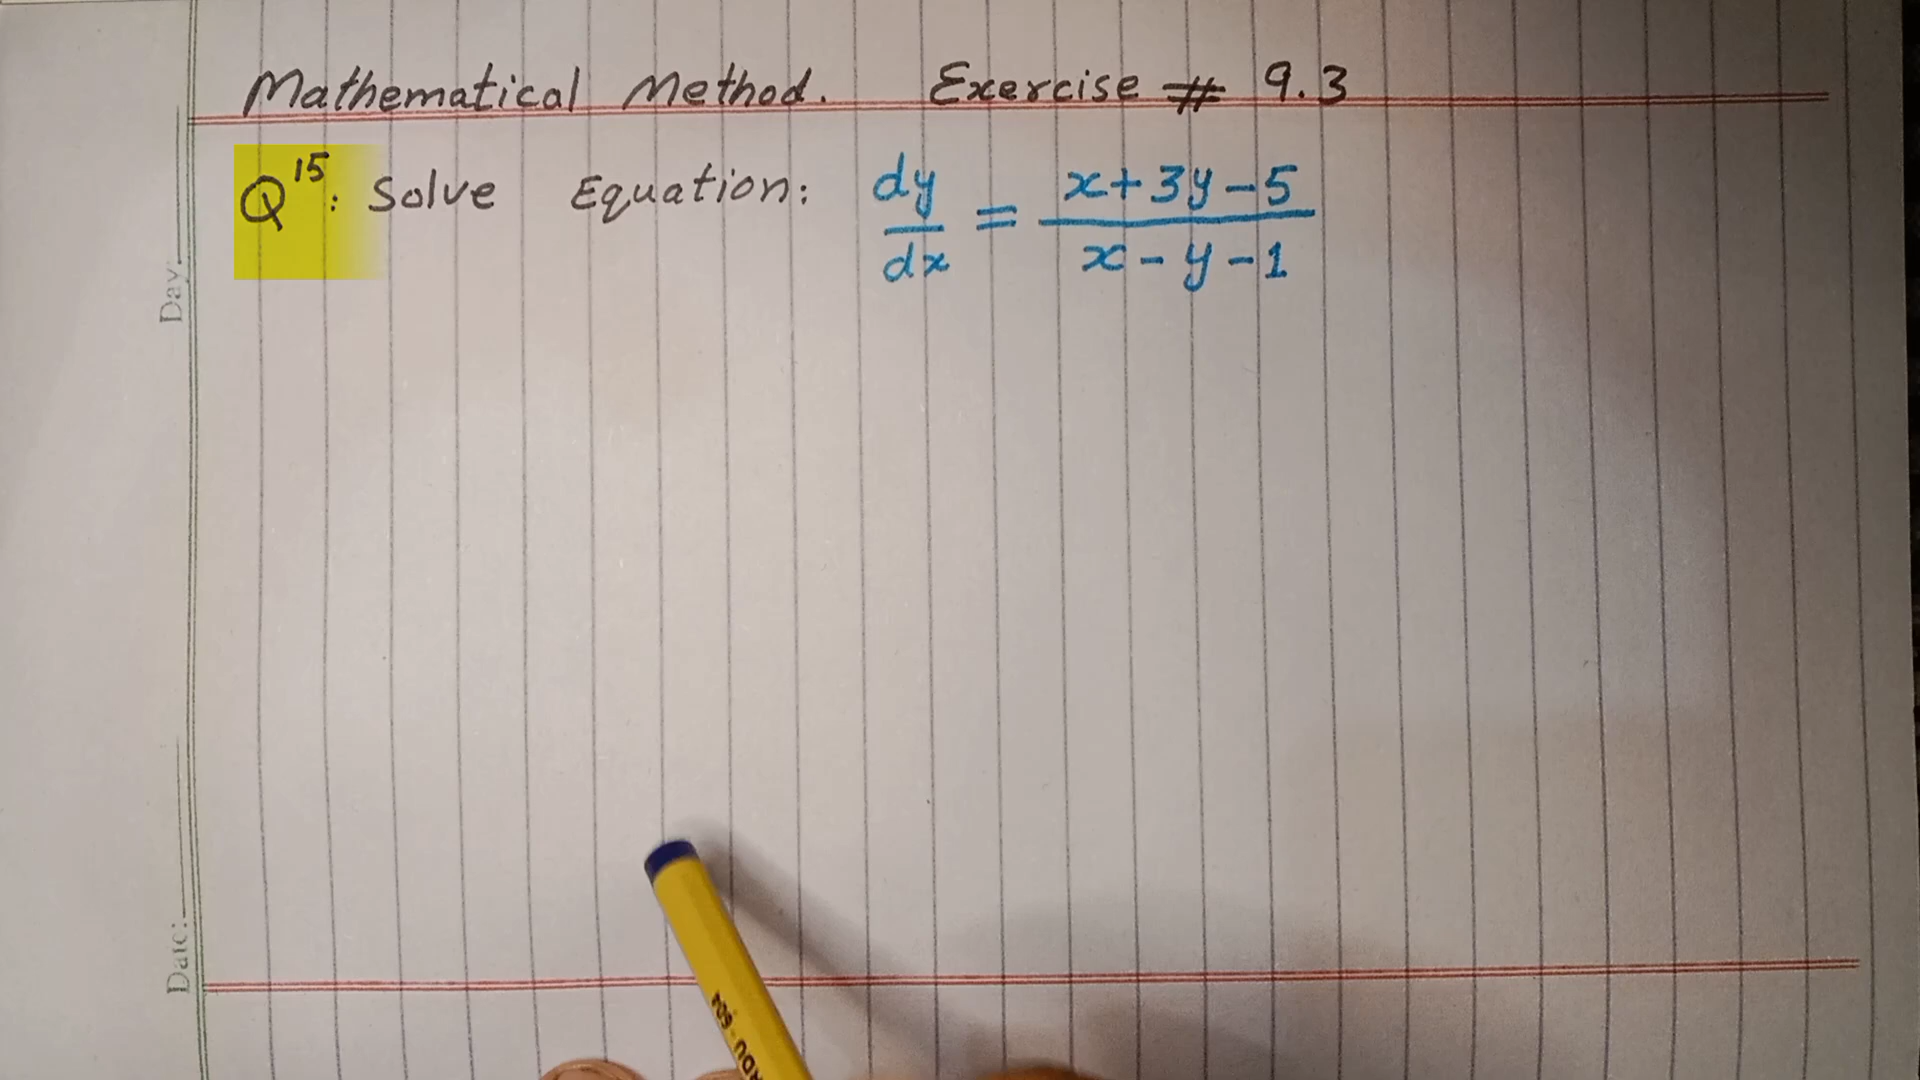 Mathematical Method. Exercise # 9.3
Q15: Solve Equation: dy/dx = x+3y-5/x-y-1
Day:
Date: